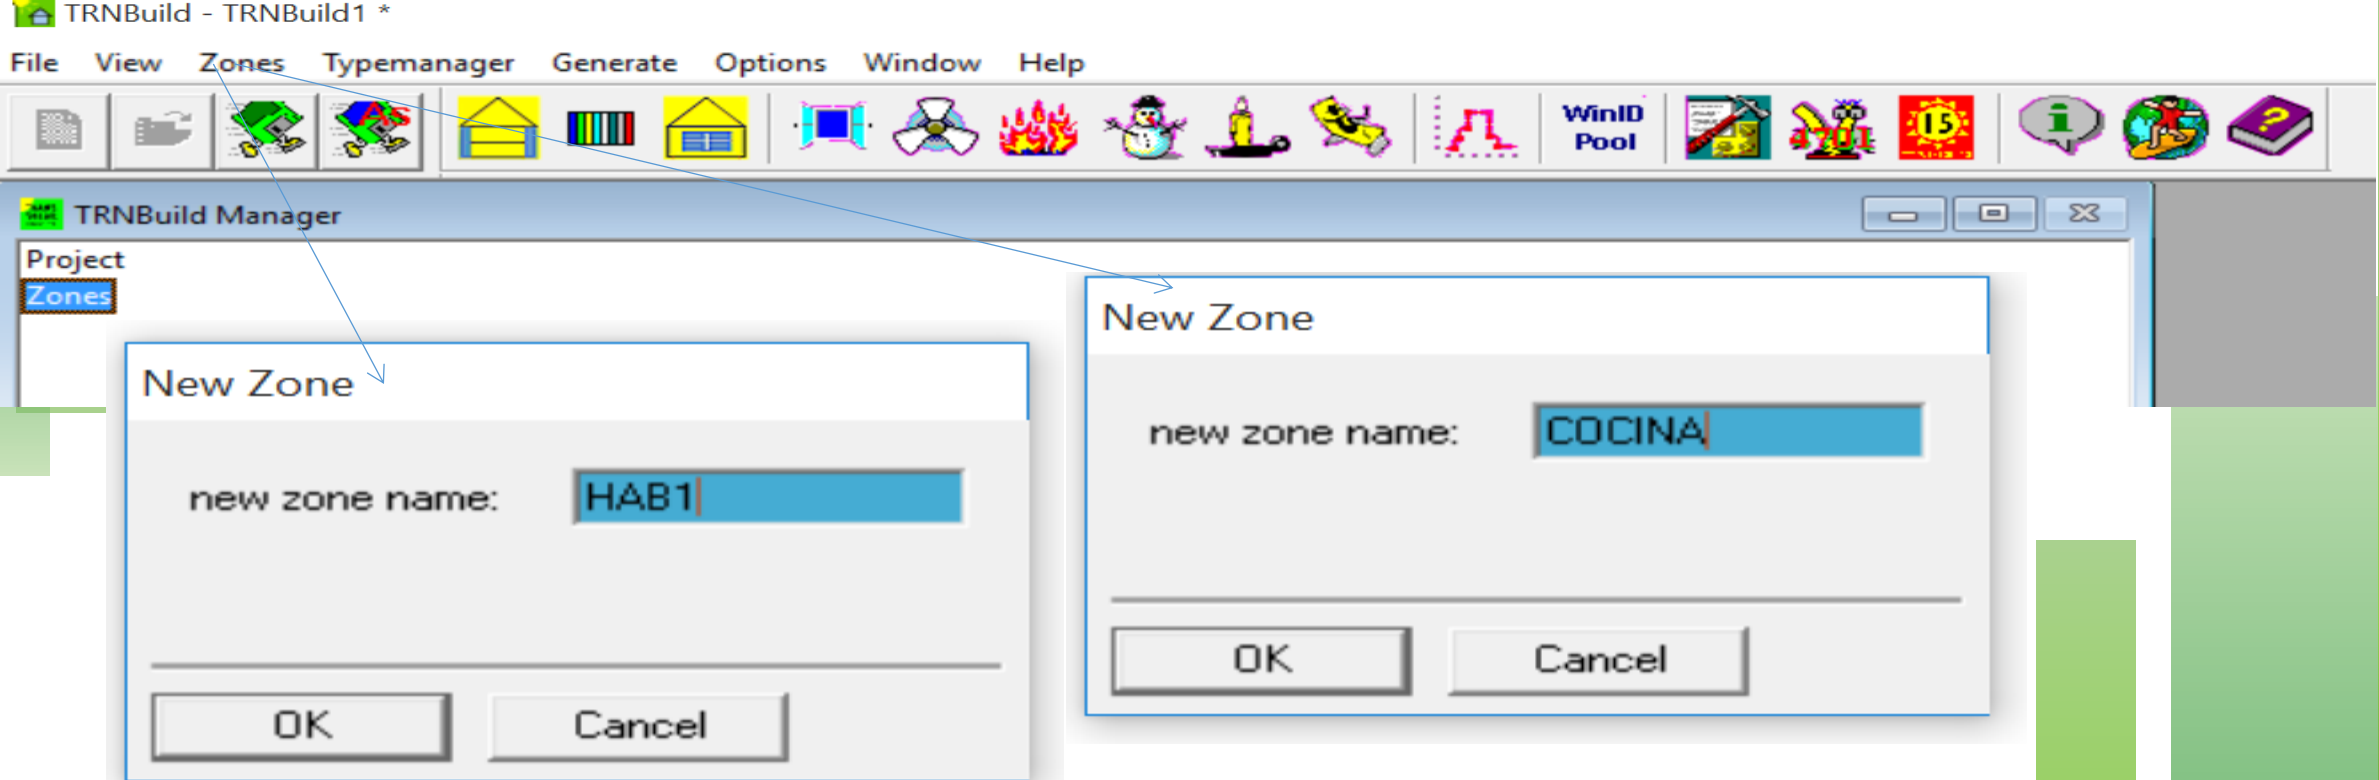 TRNBuild - TRNBuild1 *
File View Zones Typemanager Generate Options Window Help
WinID
Pool
4701
15
TRNBuild Manager
Project
Zones
New Zone
new zone name: HAB1
OK Cancel
New Zone
new zone name: COCINA
OK Cancel